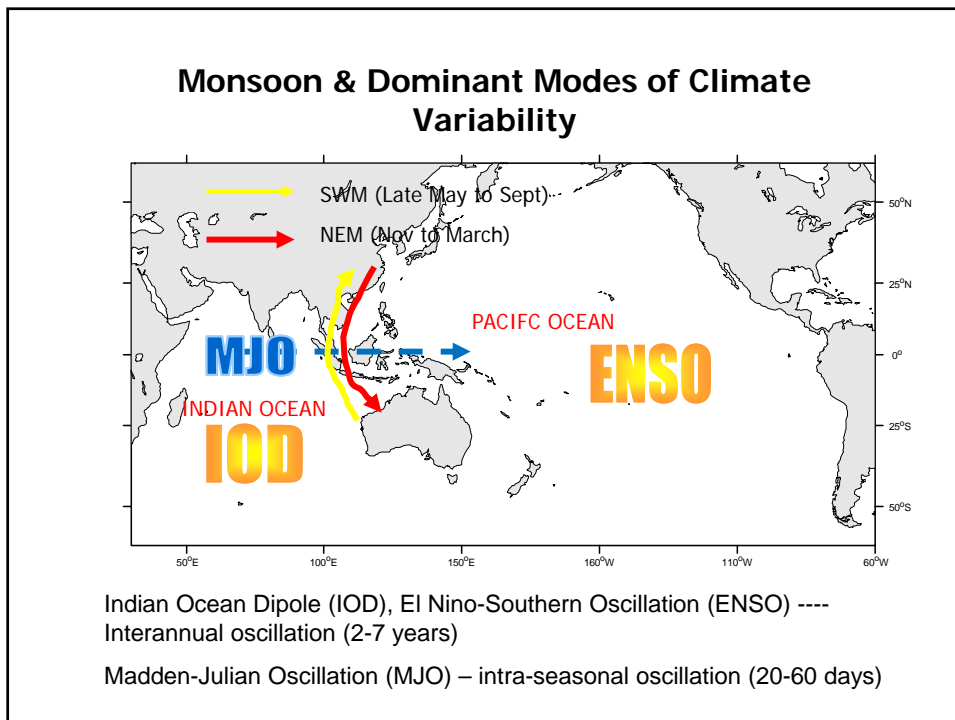 Monsoon & Dominant Modes of Climate
Variability
SWM (Late May to Sept)
NEM (Nov to March)
50°N
25°N
PACIFC OCEAN
MJO
ENSO
0°
INDIAN OCEAN
IOD
25°S
50°S
50°E
100°E
150°E
160°W
110°W
60°W
Indian Ocean Dipole (IOD), El Nino-Southern Oscillation (ENSO) ----
Interannual oscillation (2-7 years)
Madden-Julian Oscillation (MJO) – intra-seasonal oscillation (20-60 days)